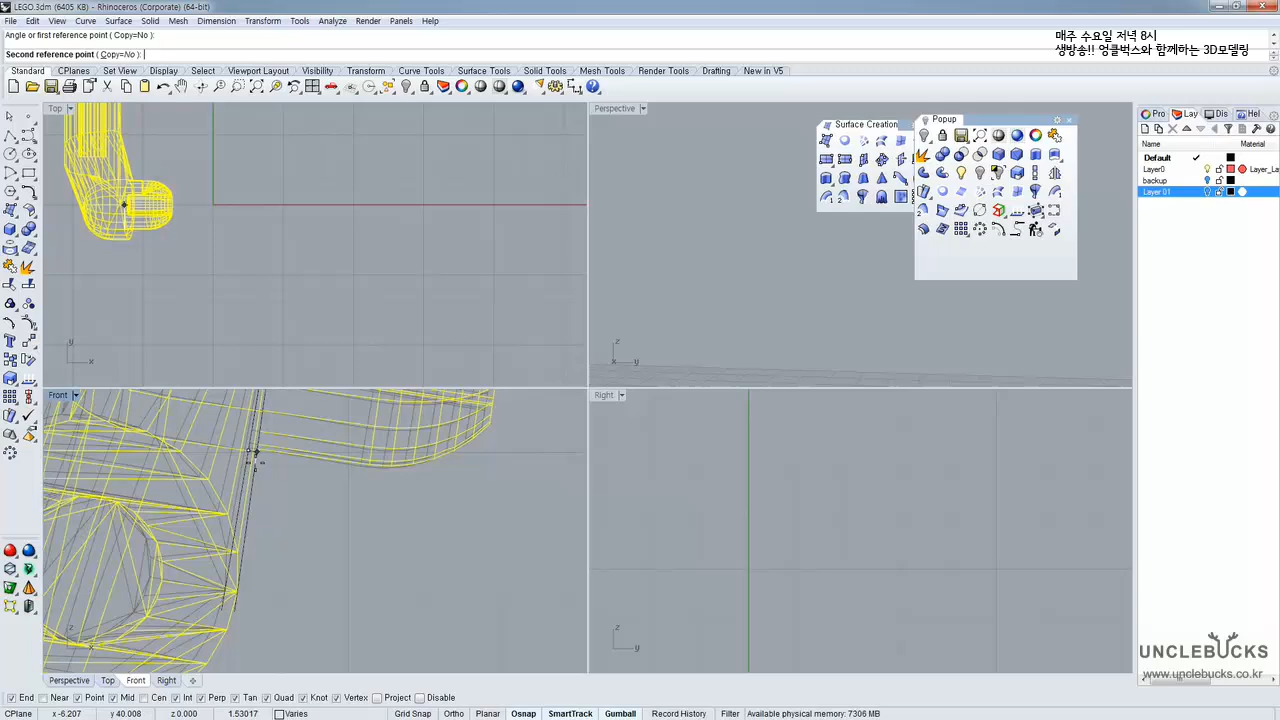 LEGO.3dm (6405 KB) - Rhinoceros (Corporate) (64-bit)
File Edit View Curve Surface Solid Mesh Dimension Transform Tools Analyze Render Panels Help
Angle or first reference point ( Copy=No ):
매주 수요일 저녁 8시
Second reference point ( Copy=No ):
생방송!! 엉클벅스와 함께하는 3D모델링
Standard CPlanes Set View Display Select Viewport Layout Visibility Transform Curve Tools Surface Tools Solid Tools Mesh Tools Render Tools Drafting New in V5
Top
Perspective
Surface Creation
Popup
Pro Lay Dis Hel
Name Material
Default
Layer0 Layer_La
backup
Layer 01
y
x
z
x y
Front
Right
z
x
z
y
UNCLEBUCKS
www.unclebucks.co.kr
Perspective Top Front Right
End Near Point Mid Cen Int Perp Tan Quad Knot Vertex Project Disable
CPlane x -6.207 y 40.008 z 0.000 1.53017 Varies Grid Snap Ortho Planar Osnap SmartTrack Gumball Record History Filter Available physical memory: 7306 MB